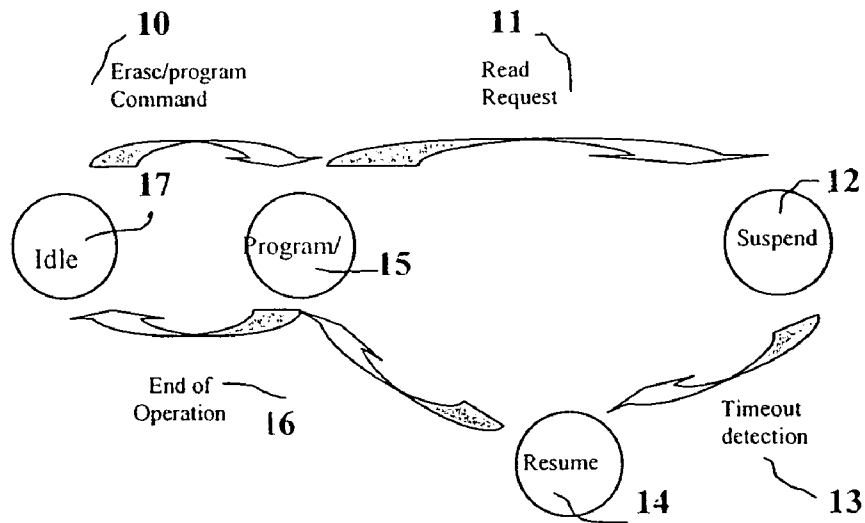 10
11
Erase/program
Command
Read
Request
17
12
Idle
Program/
15
Suspend
End of
Operation
16
Timeout
detection
Resume
14
13